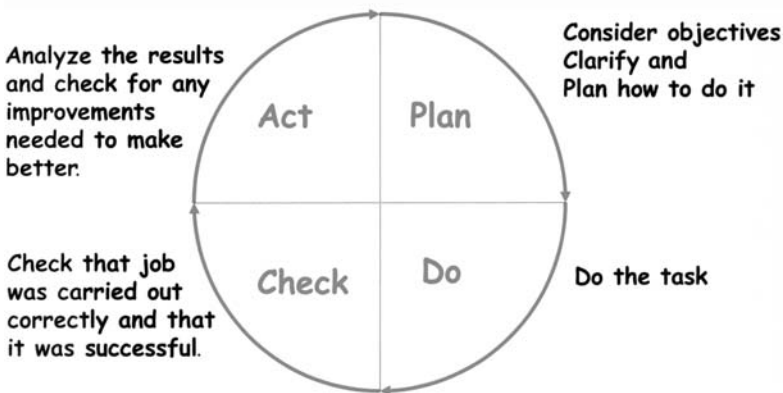 Analyze the results
and check for any
improvements
needed to make
better.
Act
Plan
Consider objectives
Clarify and
Plan how to do it
Check that job
was carried out
correctly and that
it was successful.
Check
Do
Do the task